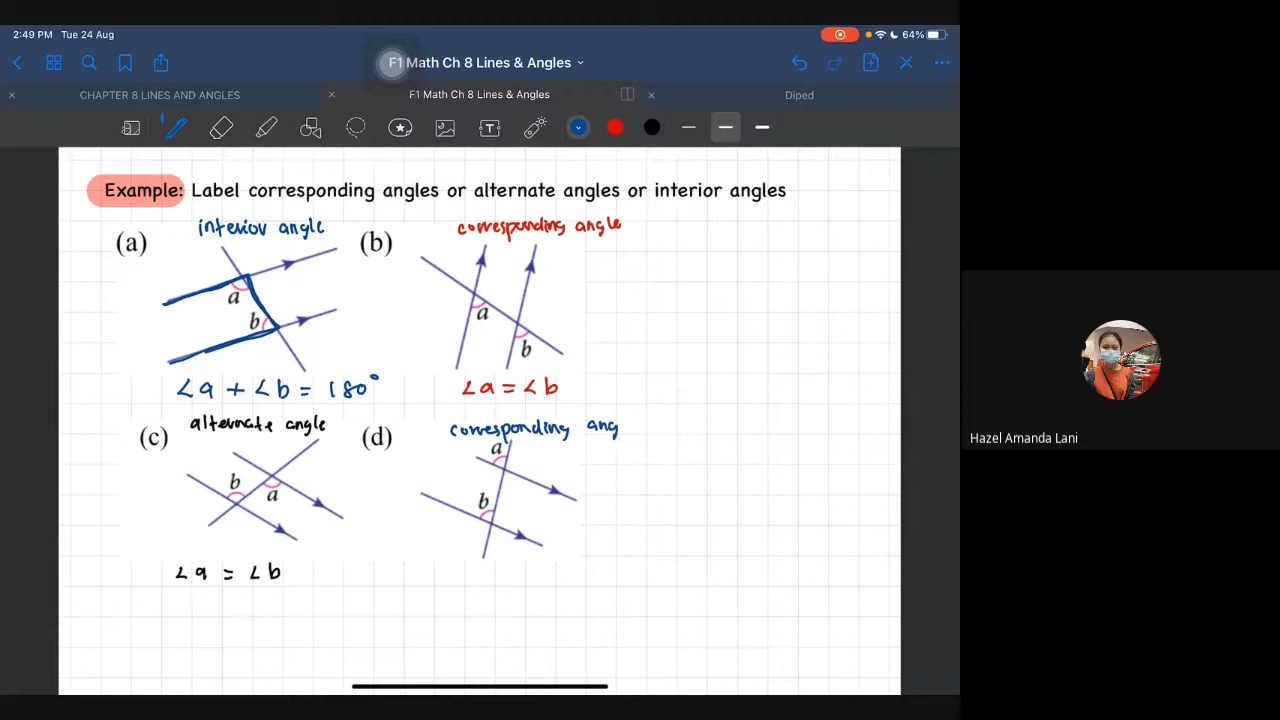 2:49 PM Tue 24 Aug
64%
F1 Math Ch 8 Lines & Angles
CHAPTER 8 LINES AND ANGLES
F1 Math Ch 8 Lines & Angles
Diped
Example: Label corresponding angles or alternate angles or interior angles
(a)
interior angle
a
b
∠a + ∠b = 180°
(b)
corresponding angle
a
b
∠a = ∠b
(c)
alternate angle
b
a
∠a = ∠b
(d)
corresponding ang
a
b
Hazel Amanda Lani